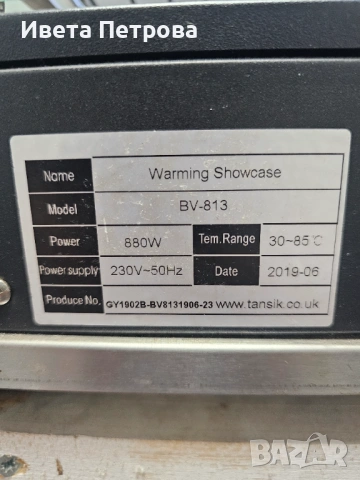 Ивета Петрова
Name Warming Showcase
Model BV-813
Power 880W Tem.Range 30~85℃
Power supply 230V~50Hz Date 2019-06
Produce No. GY1902B-BV8131906-23 www.tansik.co.uk
BAZAR